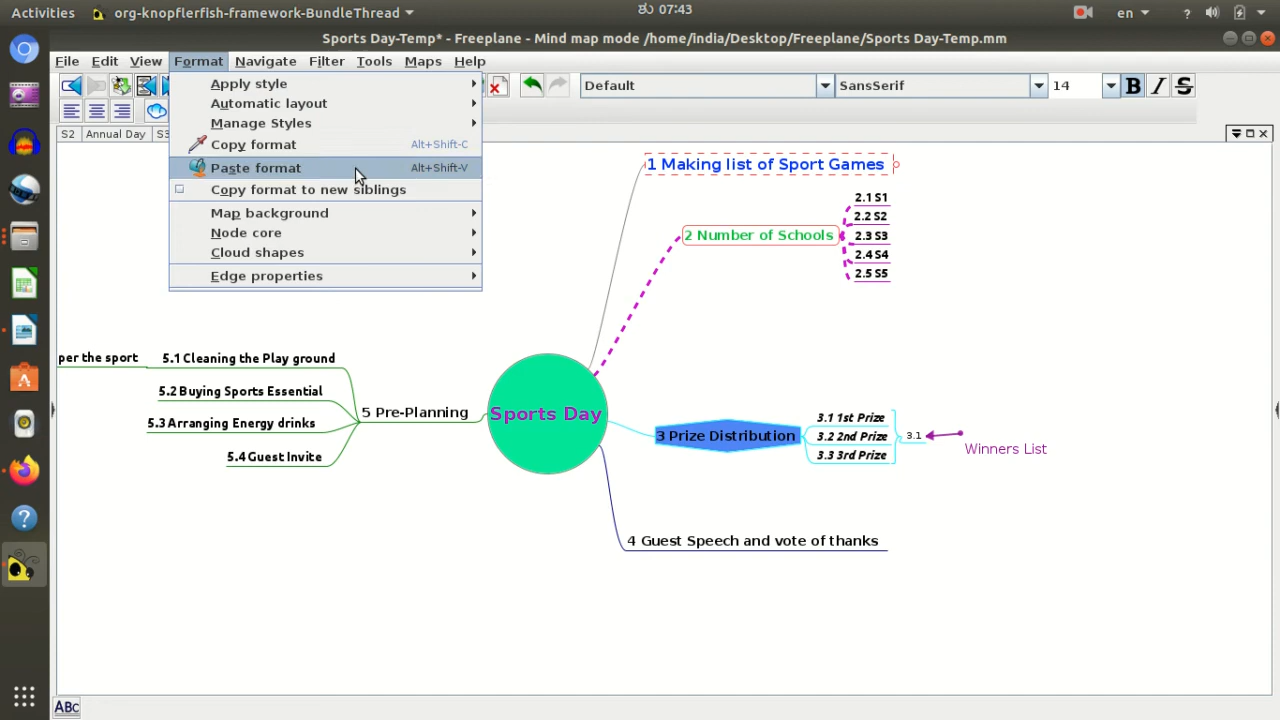 Activities
org-knopflerfish-framework-BundleThread
ಶು 07:43
en
?
Sports Day-Temp* - Freeplane - Mind map mode /home/india/Desktop/Freeplane/Sports Day-Temp.mm
File Edit View Format Navigate Filter Tools Maps Help
Default
SansSerif
14
B I S
S2
Annual Day
Apply style
Automatic layout
Manage Styles
Copy format Alt+Shift-C
Paste format Alt+Shift-V
Copy format to new siblings
Map background
Node core
Cloud shapes
Edge properties
1 Making list of Sport Games
2 Number of Schools
2.1 S1
2.2 S2
2.3 S3
2.4 S4
2.5 S5
Sports Day
3 Prize Distribution
3.1 1st Prize
3.2 2nd Prize
3.3 3rd Prize
3.1
Winners List
4 Guest Speech and vote of thanks
5 Pre-Planning
5.1 Cleaning the Play ground
per the sport
5.2 Buying Sports Essential
5.3 Arranging Energy drinks
5.4 Guest Invite
ABC